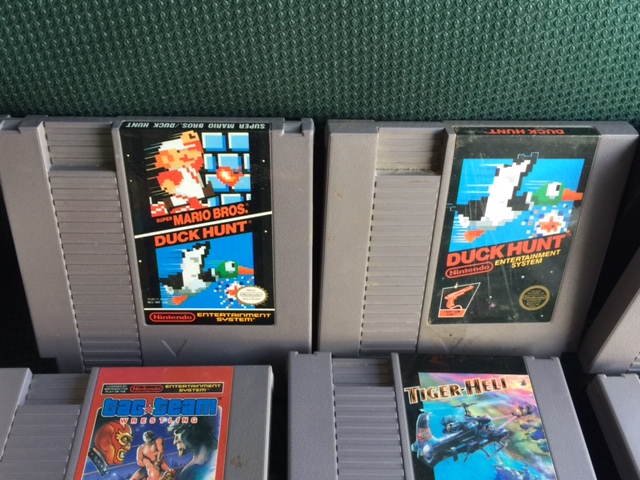 SUPER MARIO BROS./DUCK HUNT
SUPER
MARIO BROS.
DUCK HUNT
Nintendo
ENTERTAINMENT
SYSTEM
DUCK HUNT
DUCK HUNT
Nintendo
ENTERTAINMENT
SYSTEM
Nintendo
ENTERTAINMENT
SYSTEM
tag team
WRESTLING
TIGER-HELI